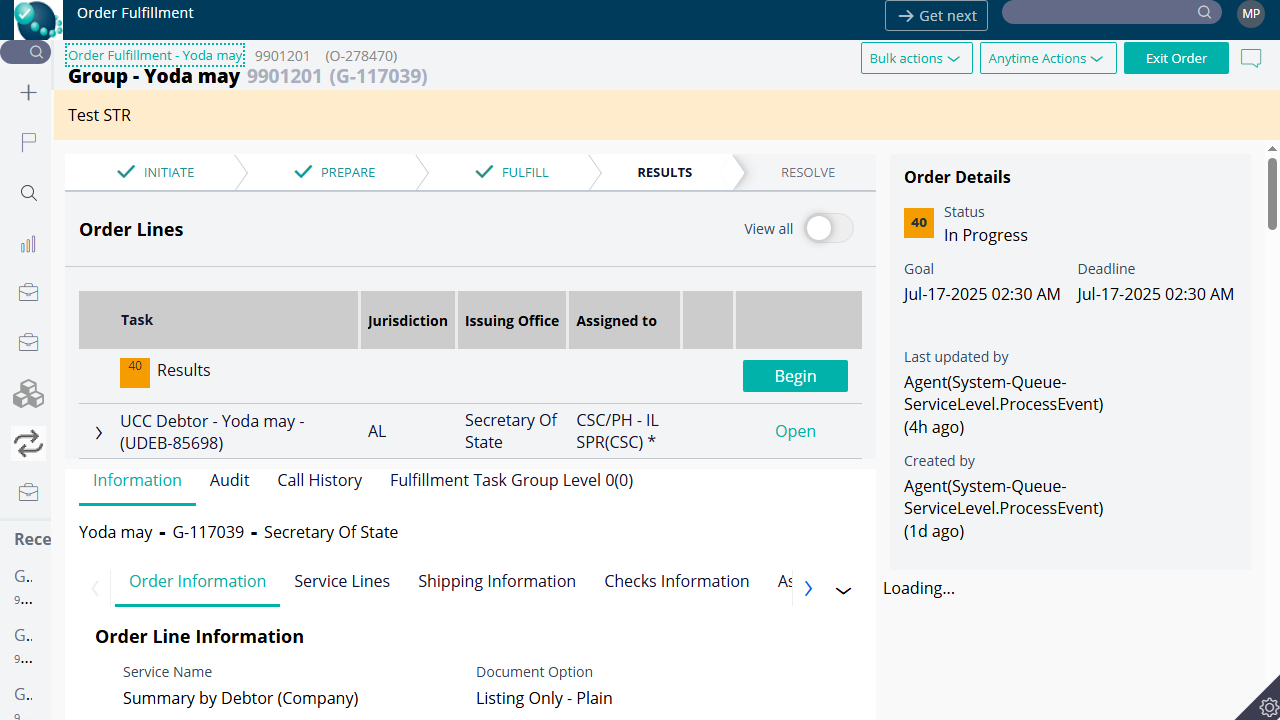 Order Fulfillment
Get next
MP
Order Fulfillment - Yoda may 9901201 (O-278470)
Group - Yoda may 9901201 (G-117039)
Bulk actions
Anytime Actions
Exit Order
Test STR
INITIATE
PREPARE
FULFILL
RESULTS
RESOLVE
Order Lines
View all
Task Jurisdiction Issuing Office Assigned to
40 Results Begin
UCC Debtor - Yoda may -
(UDEB-85698)
AL
Secretary Of
State
CSC/PH - IL
SPR(CSC) *
Open
Information Audit Call History Fulfillment Task Group Level 0(0)
Yoda may - G-117039 - Secretary Of State
Order Information Service Lines Shipping Information Checks Information As
Order Line Information
Service Name
Summary by Debtor (Company)
Document Option
Listing Only - Plain
Order Details
40
Status
In Progress
Goal
Jul-17-2025 02:30 AM
Deadline
Jul-17-2025 02:30 AM
Last updated by
Agent(System-Queue-
ServiceLevel.ProcessEvent)
(4h ago)
Created by
Agent(System-Queue-
ServiceLevel.ProcessEvent)
(1d ago)
Loading...
Rece
G..
9...
G..
9...
G..
9...